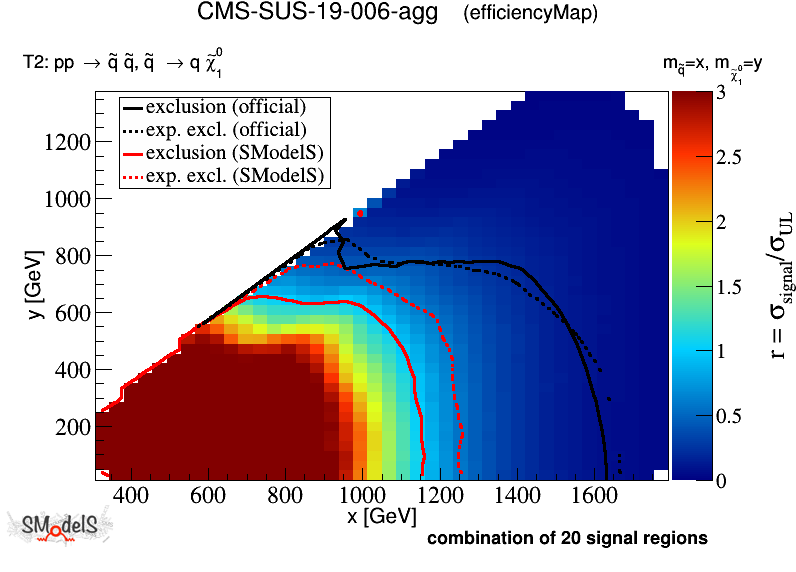 CMS-SUS-19-006-agg (efficiencyMap)
T2: pp → q̃ q̃, q̃ → q χ̃₁⁰
m_q̃=x, m_χ̃₁⁰=y
exclusion (official)
exp. excl. (official)
exclusion (SModelS)
exp. excl. (SModelS)
y [GeV]
1200
1000
800
600
400
200
400 600 800 1000 1200 1400 1600
x [GeV]
3
2.5
2
1.5
1
0.5
0
r = σ_signal/σ_UL
SModelS
combination of 20 signal regions